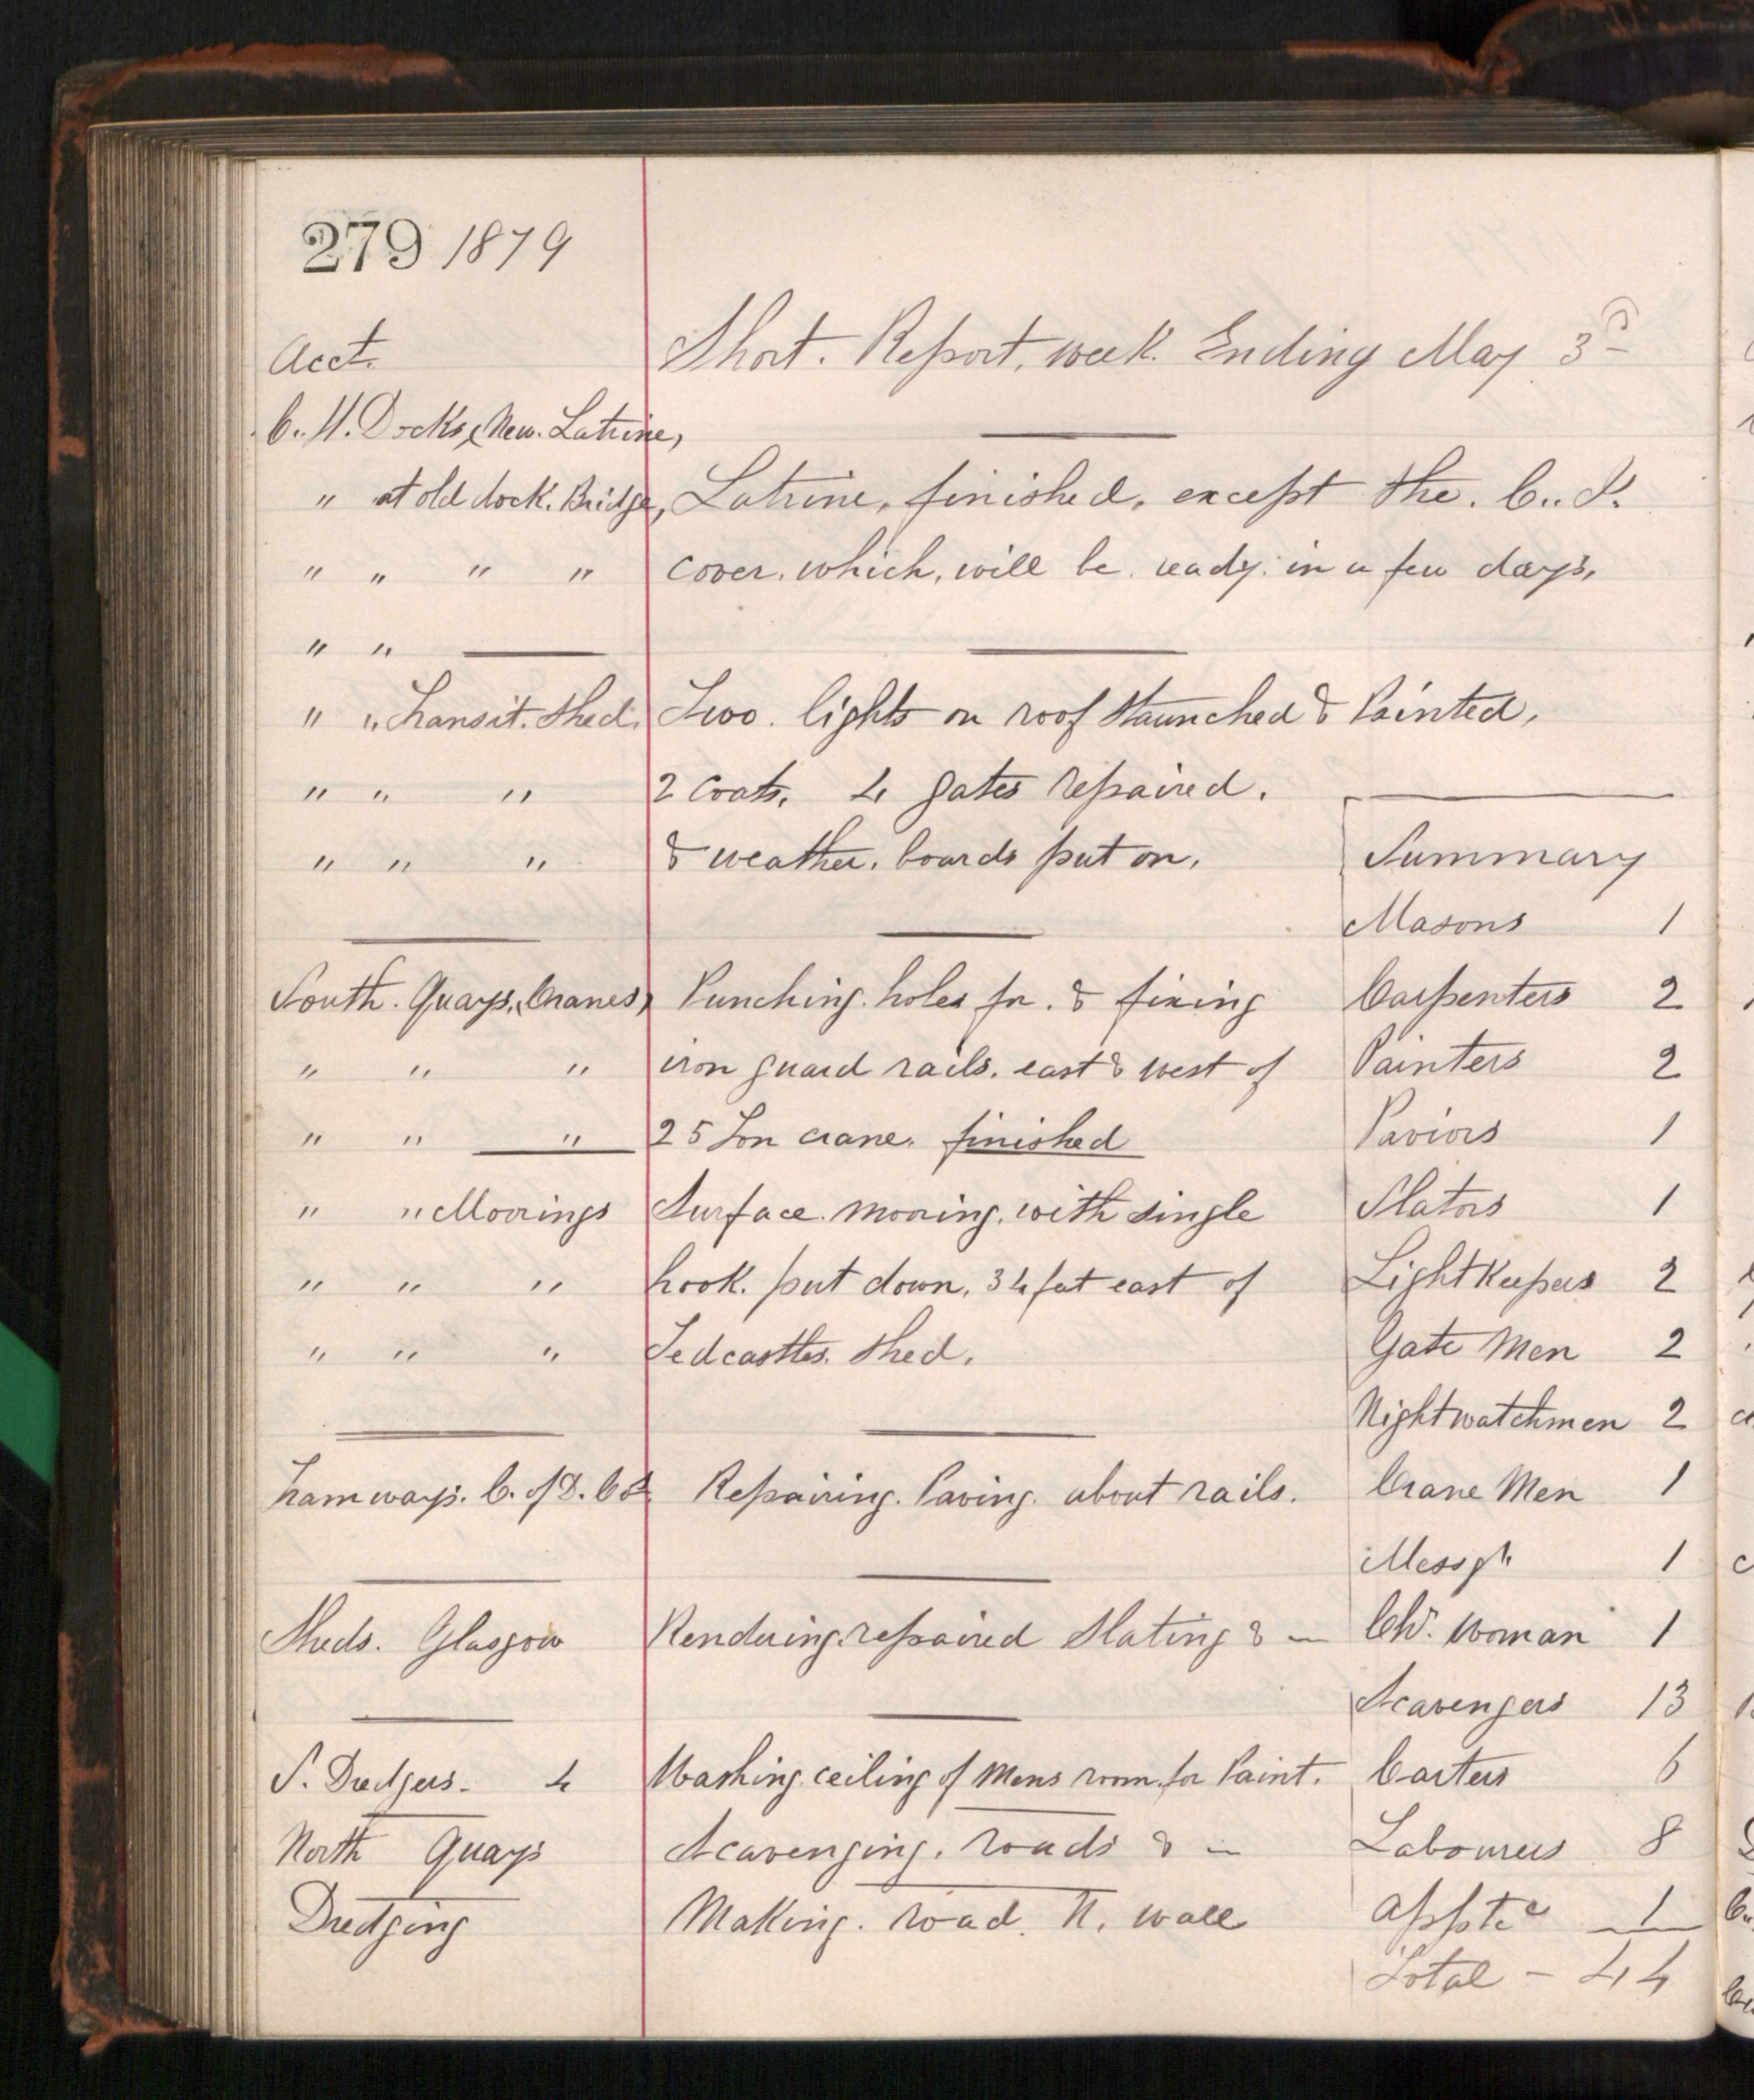 279 1879
Acct. Short. Report, week. Ending May 3d
C. H. Docks, New. Latrine,
" at old dock. Bridge, Latrine, finished, except the. C. I.
" " " " cover. which, will be ready in a few days,
" "
" " Transit. Shed. Two. lights on roof Staunched & Painted,
" " " 2 Coats, 4 gates repaired.
" " " & weather. boards put on,
Summary
Masons 1
South. Quays, Cranes, Punching. holes for. & fixing Carpenters 2
" " " iron guard rails. east & west of Painters 2
" " " 25 Ton crane. finished Paviors 1
" " Moorings Surface. mooring. with single Slators 1
" " " hook. put down, 34 feet east of Light Keepers 2
" " " Tedcastles. Shed. Gate Men 2
Nightwatchmen 2
Tramways. C. of D. Co. Repairing. Paving. about rails. Crane Men 1
Messgr 1
Sheds. Glasgow Rendering. repaired Slating & — Ch. woman 1
Scavengers 13
S. Dredgers - 4 Washing ceiling of Mens room. for Paint. Carters 6
North Quays Scavenging. roads & — Labourers 8
Dredging Making. road. N. wall Appte 1
Total - 44